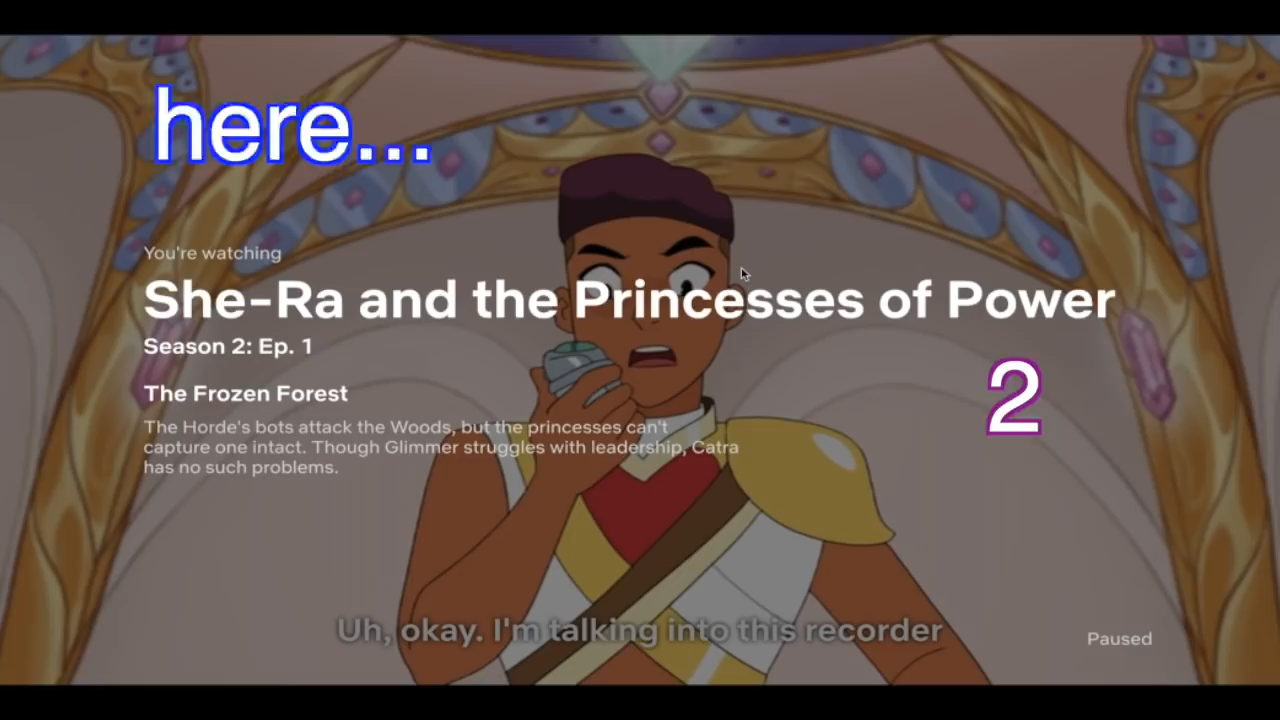 here...
You're watching
She-Ra and the Princesses of Power
Season 2: Ep. 1
2
The Frozen Forest
The Horde's bots attack the Woods, but the princesses can't
capture one intact. Though Glimmer struggles with leadership, Catra
has no such problems.
Uh, okay. I'm talking into this recorder
Paused